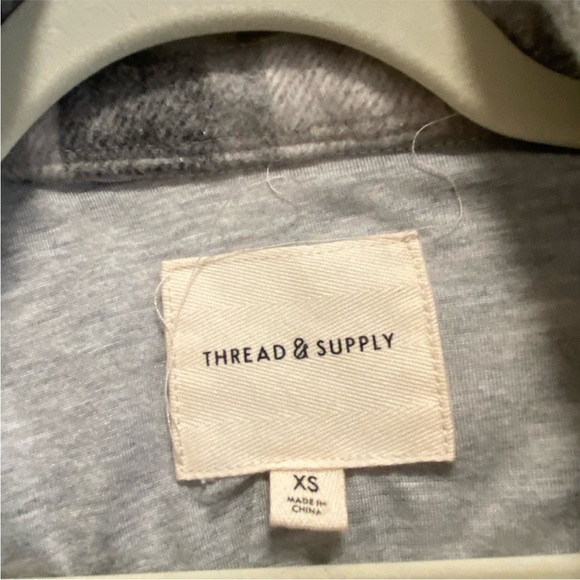 THREAD & SUPPLY
XS
MADE IN
CHINA